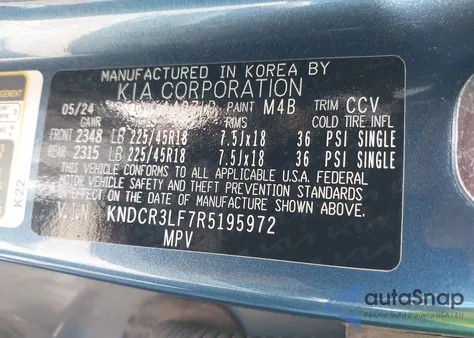 MANUFACTURED IN KOREA BY
KIA CORPORATION
05/24 PAINT M4B TRIM CCV
GAWR RIMS COLD TIRE INFL
FRONT 2348 LB 225/45R18 7.5Jx18 36 PSI SINGLE
REAR 2315 LB 225/45R18 7.5Jx18 36 PSI SINGLE
THIS VEHICLE CONFORMS TO ALL APPLICABLE U.S.A. FEDERAL
MOTOR VEHICLE SAFETY AND THEFT PREVENTION STANDARDS
IN EFFECT ON THE DATE OF MANUFACTURE SHOWN ABOVE.
V.I.N KNDCR3LF7R5195972
MPV
K22
autoSnap